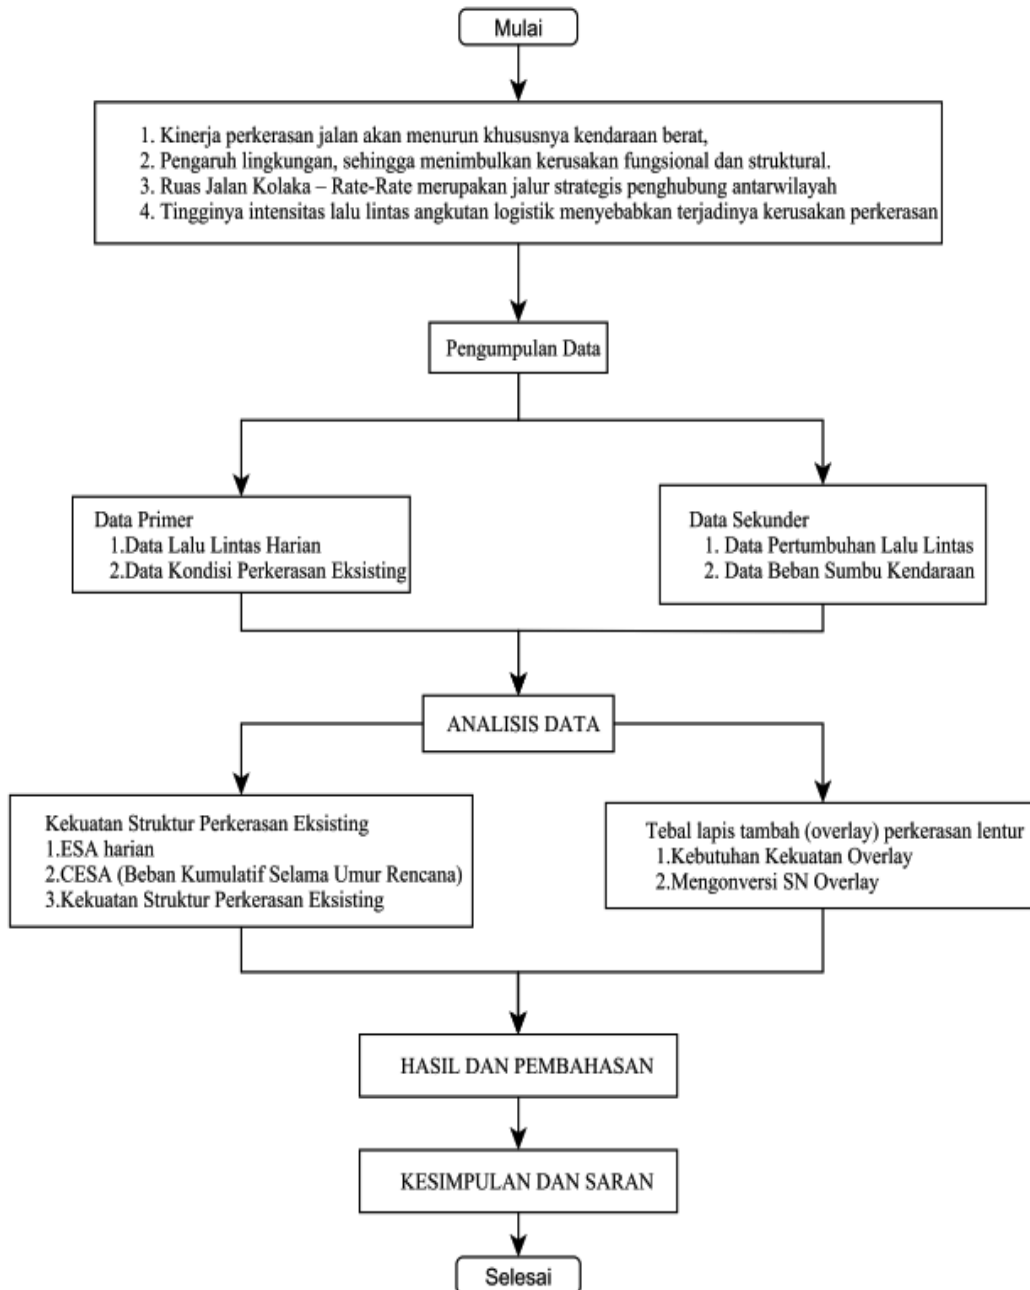 Mulai
1. Kinerja perkerasan jalan akan menurun khususnya kendaraan berat,
2. Pengaruh lingkungan, sehingga menimbulkan kerusakan fungsional dan struktural.
3. Ruas Jalan Kolaka – Rate-Rate merupakan jalur strategis penghubung antarwilayah
4. Tingginya intensitas lalu lintas angkutan logistik menyebabkan terjadinya kerusakan perkerasan
Pengumpulan Data
Data Primer
1.Data Lalu Lintas Harian
2.Data Kondisi Perkerasan Eksisting
Data Sekunder
1. Data Pertumbuhan Lalu Lintas
2. Data Beban Sumbu Kendaraan
ANALISIS DATA
Kekuatan Struktur Perkerasan Eksisting
1.ESA harian
2.CESA (Beban Kumulatif Selama Umur Rencana)
3.Kekuatan Struktur Perkerasan Eksisting
Tebal lapis tambah (overlay) perkerasan lentur
1.Kebutuhan Kekuatan Overlay
2.Mengonversi SN Overlay
HASIL DAN PEMBAHASAN
KESIMPULAN DAN SARAN
Selesai